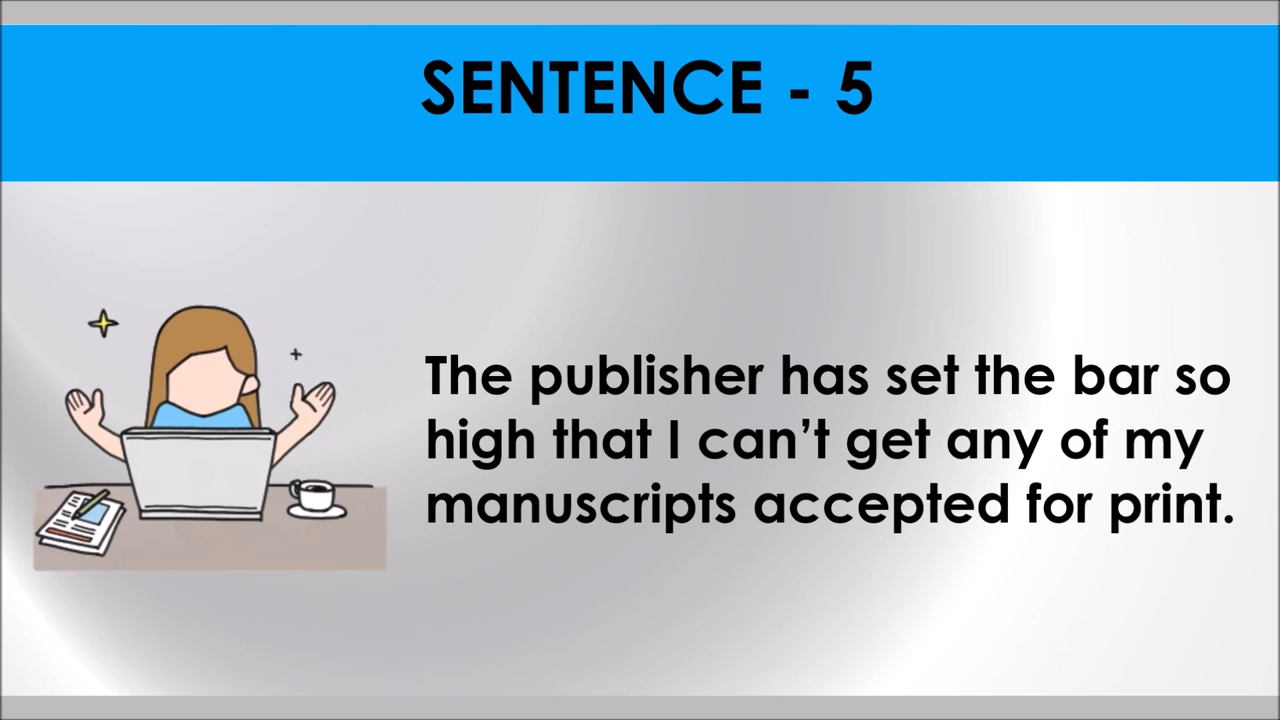 SENTENCE - 5
The publisher has set the bar so
high that I can’t get any of my
manuscripts accepted for print.